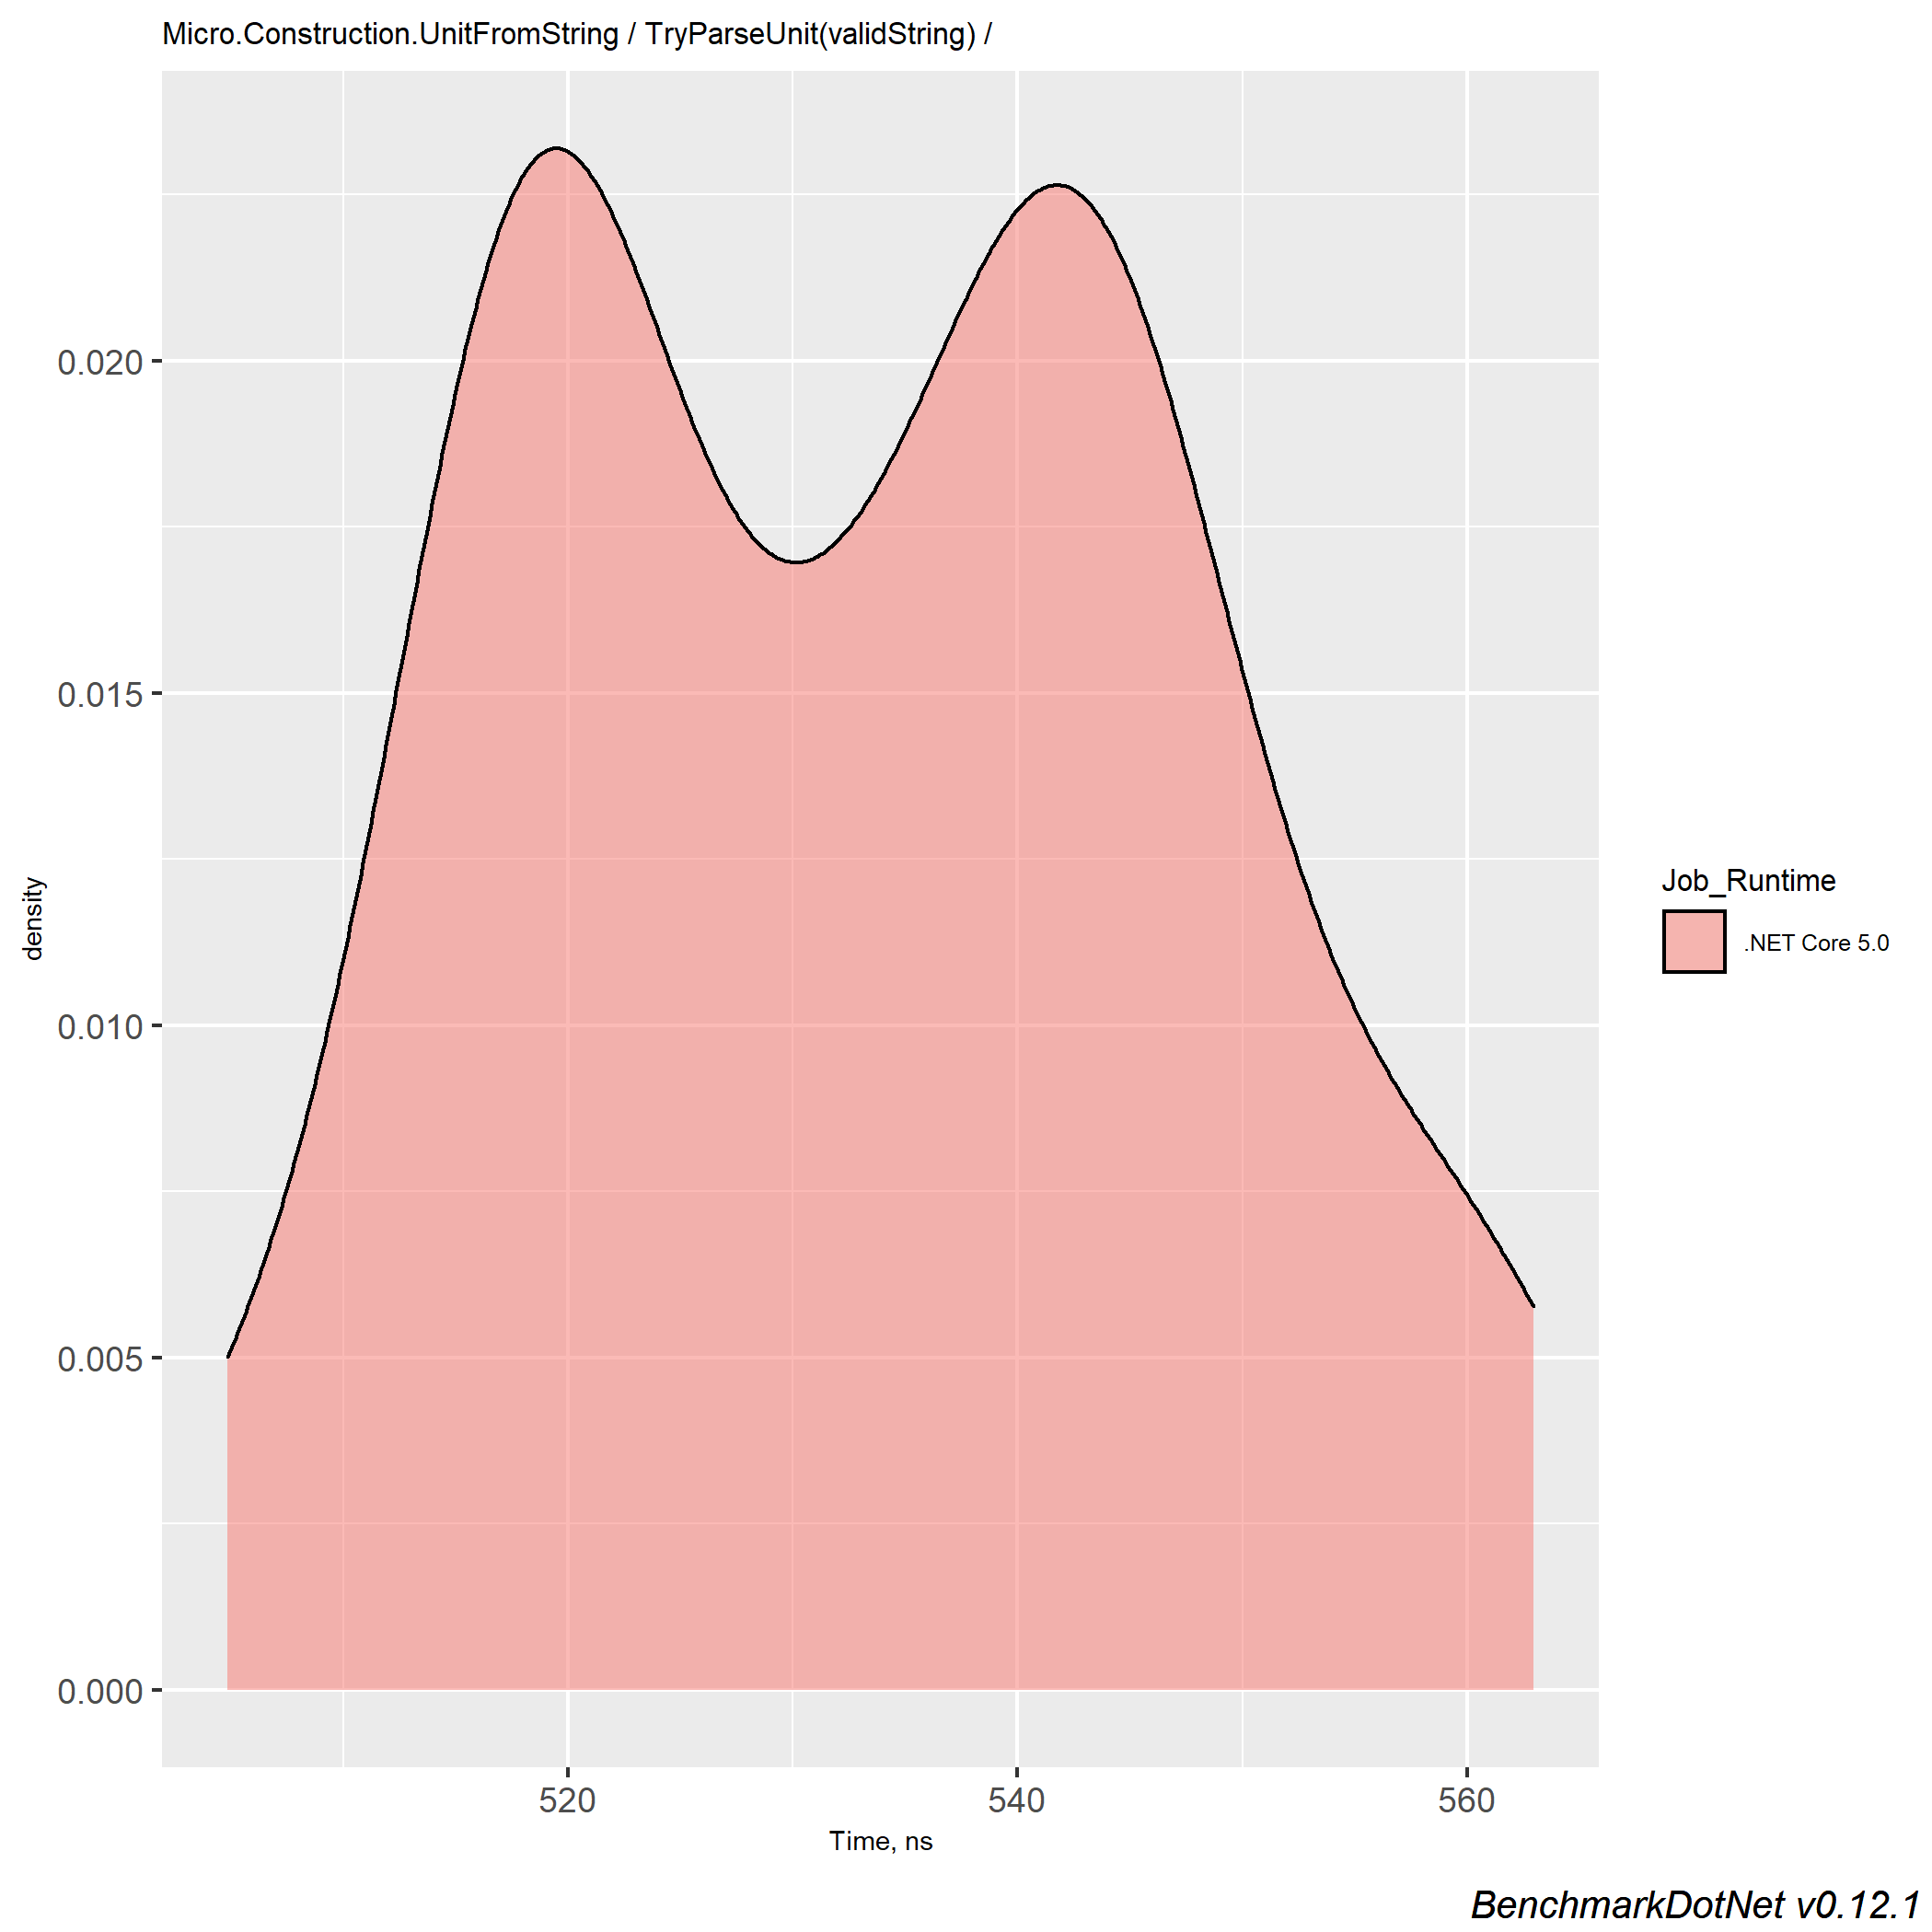 Micro.Construction.UnitFromString / TryParseUnit(validString) /
0.020
0.015
0.010
0.005
0.000
density
520 540 560
Time, ns
Job_Runtime
.NET Core 5.0
BenchmarkDotNet v0.12.1